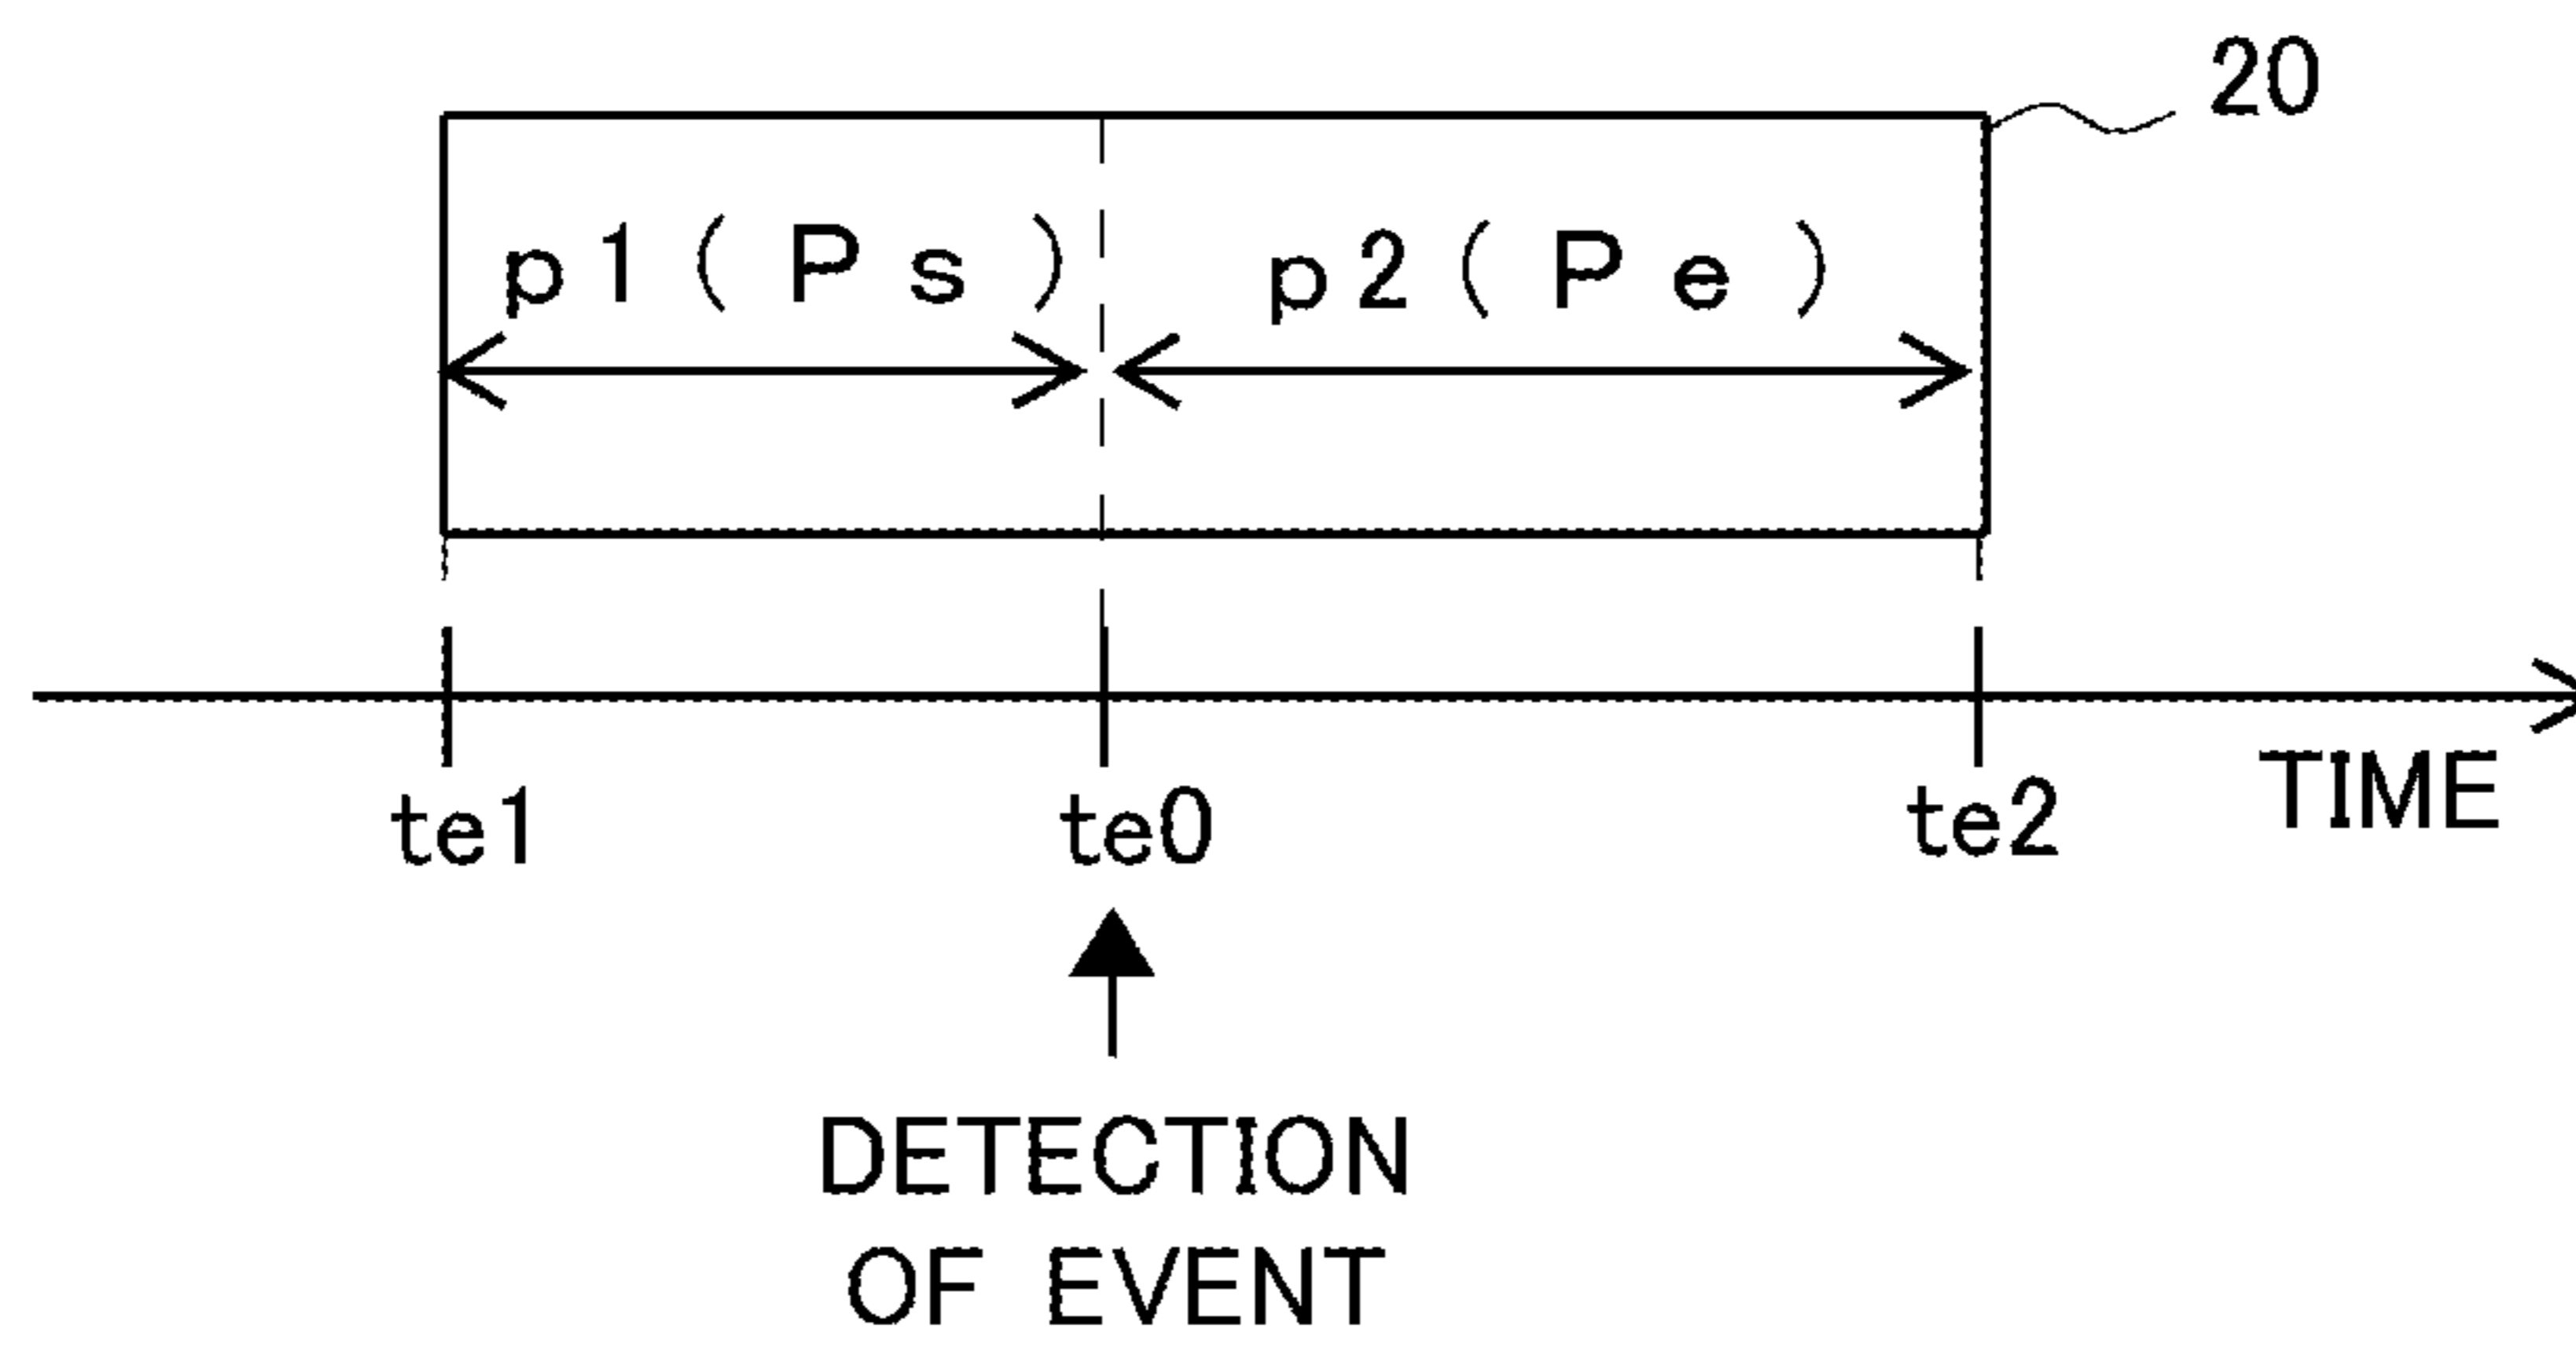 20
p1(Ps) p2(Pe)
te1 te0 te2 TIME
DETECTION
OF EVENT